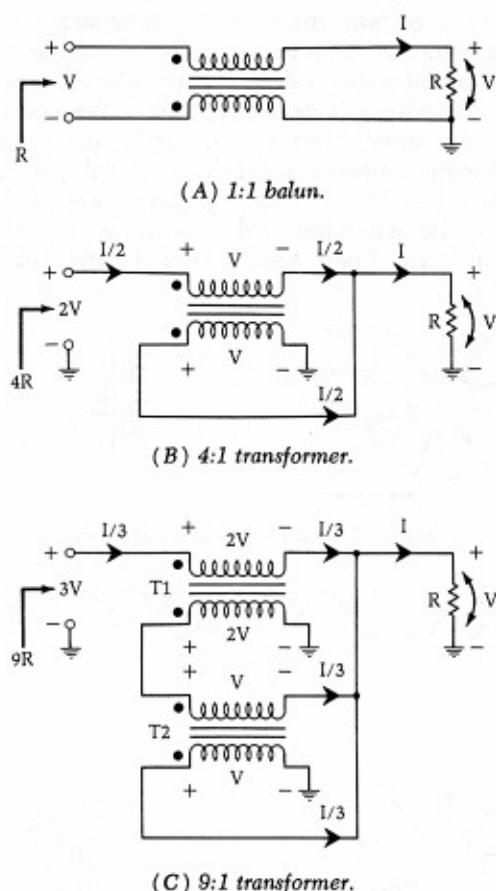 I
+
+
V
R
V
R
−
−
(A) 1:1 balun.
I/2
+
V
−
I/2
I
+
+
2V
R
V
4R
−
V
+
−
−
I/2
(B) 4:1 transformer.
I/3
+
2V
−
I/3
I
+
+
3V
T1
R
V
9R
−
2V
+
−
−
+
V
−
I/3
T2
V
+
−
I/3
(C) 9:1 transformer.